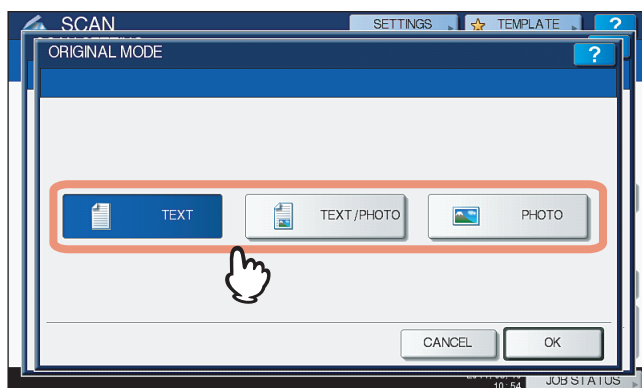 SCAN
SETTINGS
TEMPLATE
?
ORIGINAL MODE
?
TEXT
TEXT/PHOTO
PHOTO
CANCEL
OK
10:54
JOB STATUS